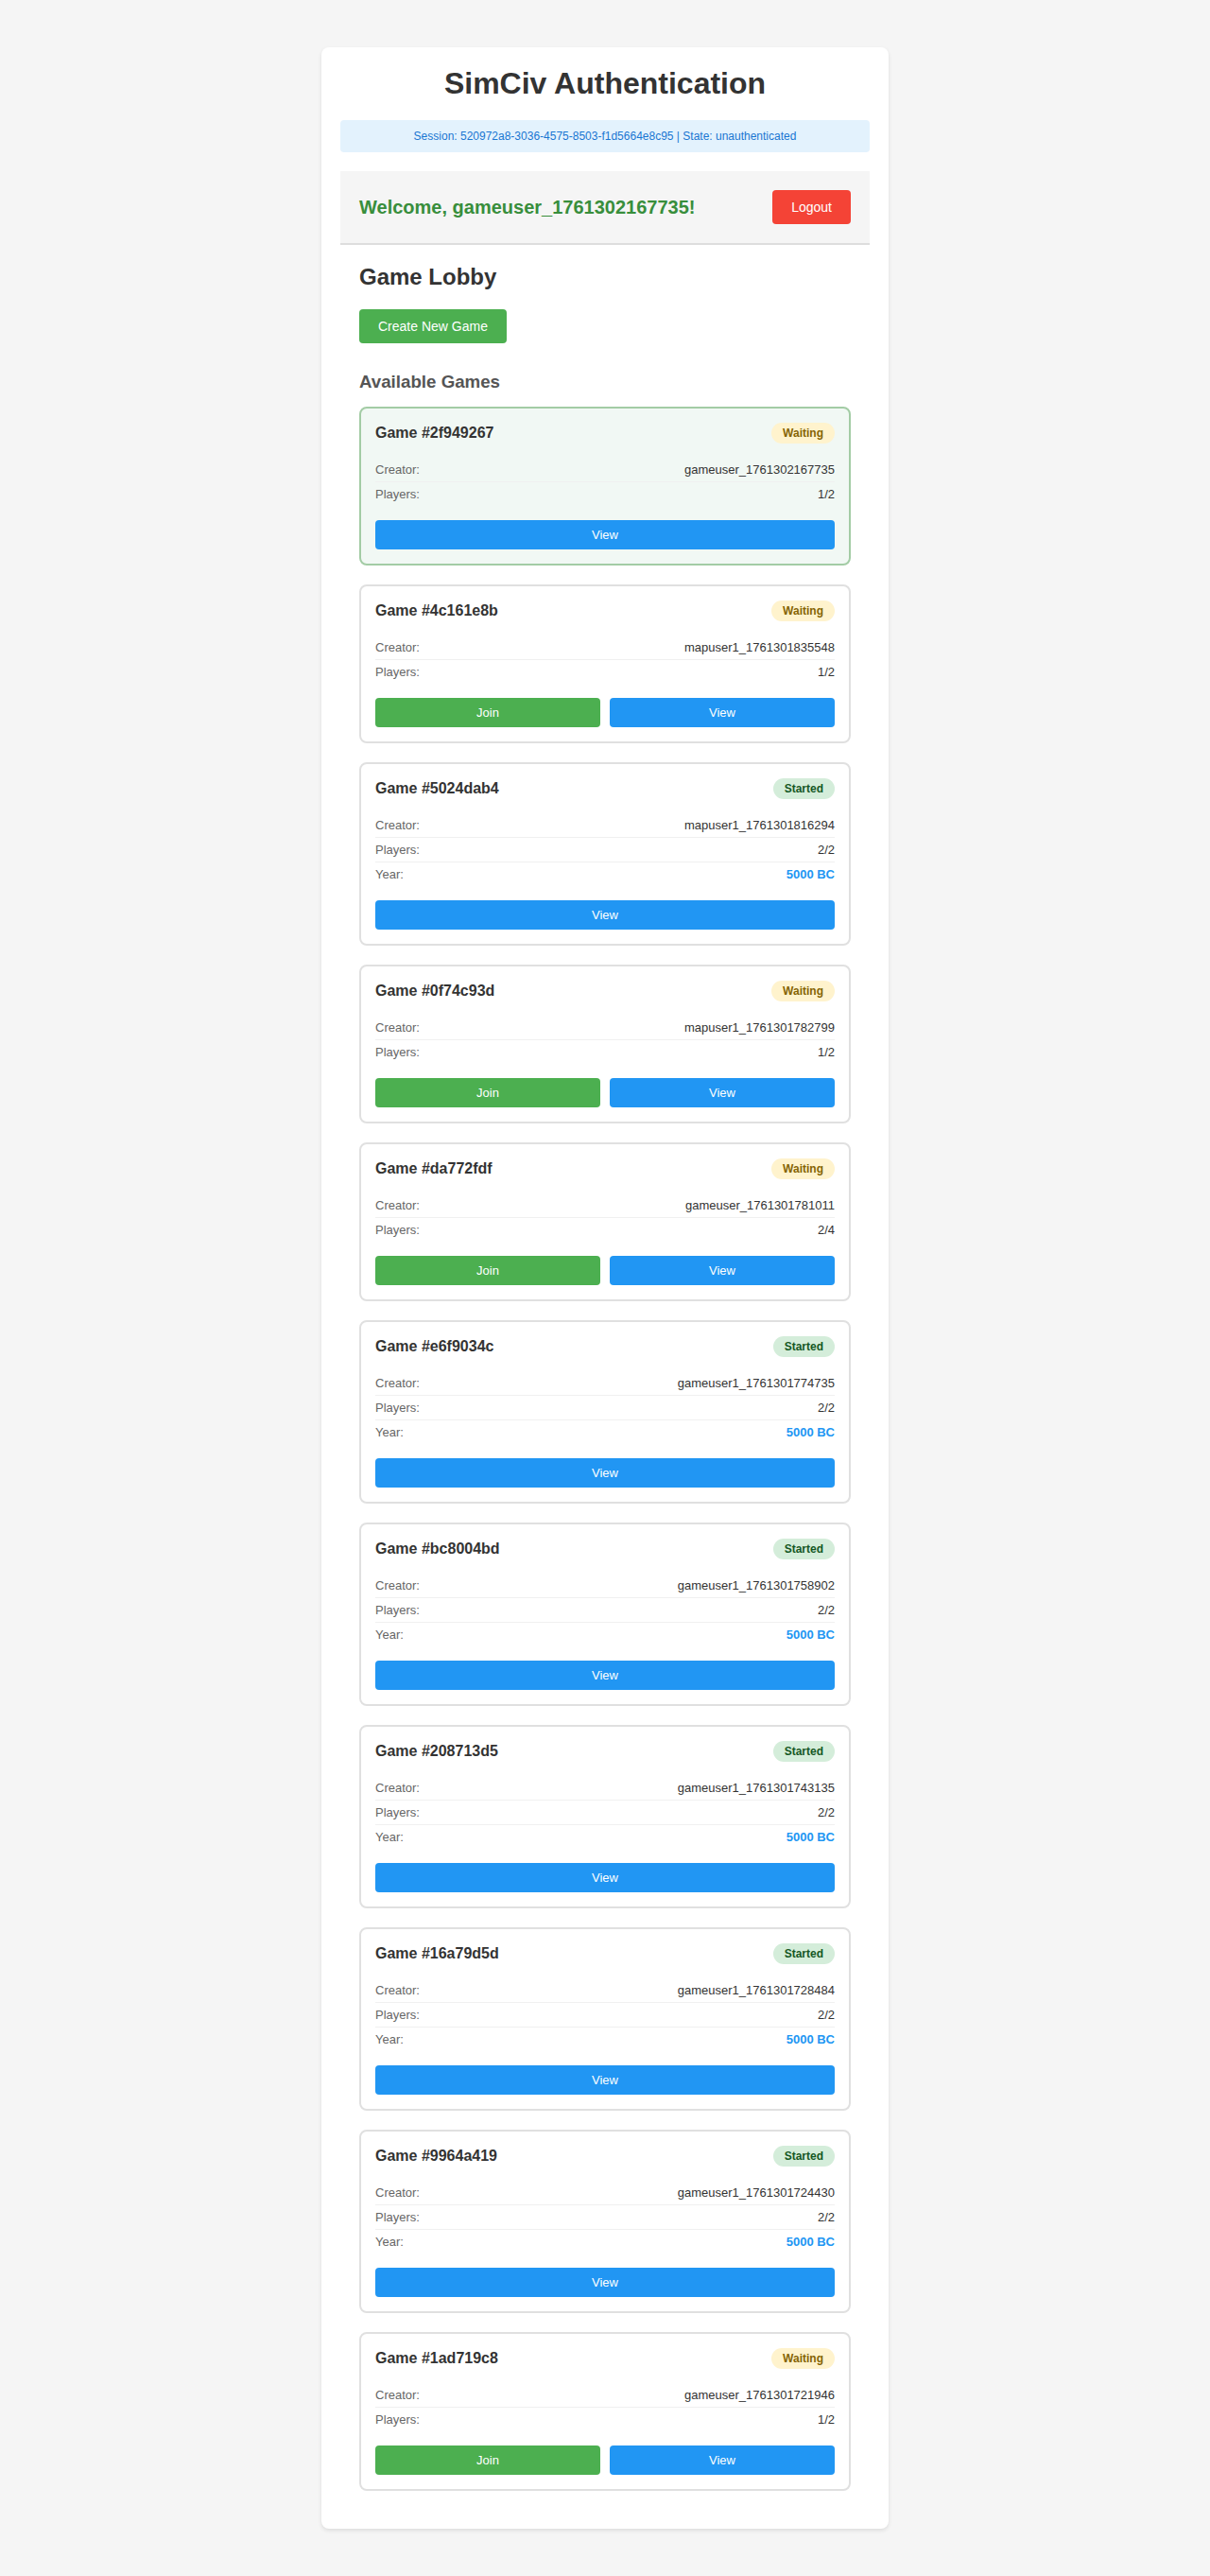 SimCiv Authentication
Session: 520972a8-3036-4575-8503-f1d5664e8c95 | State: unauthenticated
Welcome, gameuser_1761302167735! Logout
Game Lobby
Create New Game
Available Games
Game #2f949267 Waiting
Creator: gameuser_1761302167735
Players: 1/2
View
Game #4c161e8b Waiting
Creator: mapuser1_1761301835548
Players: 1/2
Join View
Game #5024dab4 Started
Creator: mapuser1_1761301816294
Players: 2/2
Year: 5000 BC
View
Game #0f74c93d Waiting
Creator: mapuser1_1761301782799
Players: 1/2
Join View
Game #da772fdf Waiting
Creator: gameuser_1761301781011
Players: 2/4
Join View
Game #e6f9034c Started
Creator: gameuser1_1761301774735
Players: 2/2
Year: 5000 BC
View
Game #bc8004bd Started
Creator: gameuser1_1761301758902
Players: 2/2
Year: 5000 BC
View
Game #208713d5 Started
Creator: gameuser1_1761301743135
Players: 2/2
Year: 5000 BC
View
Game #16a79d5d Started
Creator: gameuser1_1761301728484
Players: 2/2
Year: 5000 BC
View
Game #9964a419 Started
Creator: gameuser1_1761301724430
Players: 2/2
Year: 5000 BC
View
Game #1ad719c8 Waiting
Creator: gameuser_1761301721946
Players: 1/2
Join View